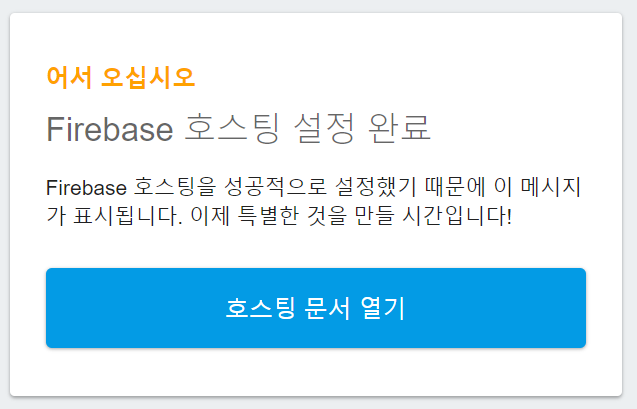 어서 오십시오
Firebase 호스팅 설정 완료
Firebase 호스팅을 성공적으로 설정했기 때문에 이 메시지
가 표시됩니다. 이제 특별한 것을 만들 시간입니다!
호스팅 문서 열기